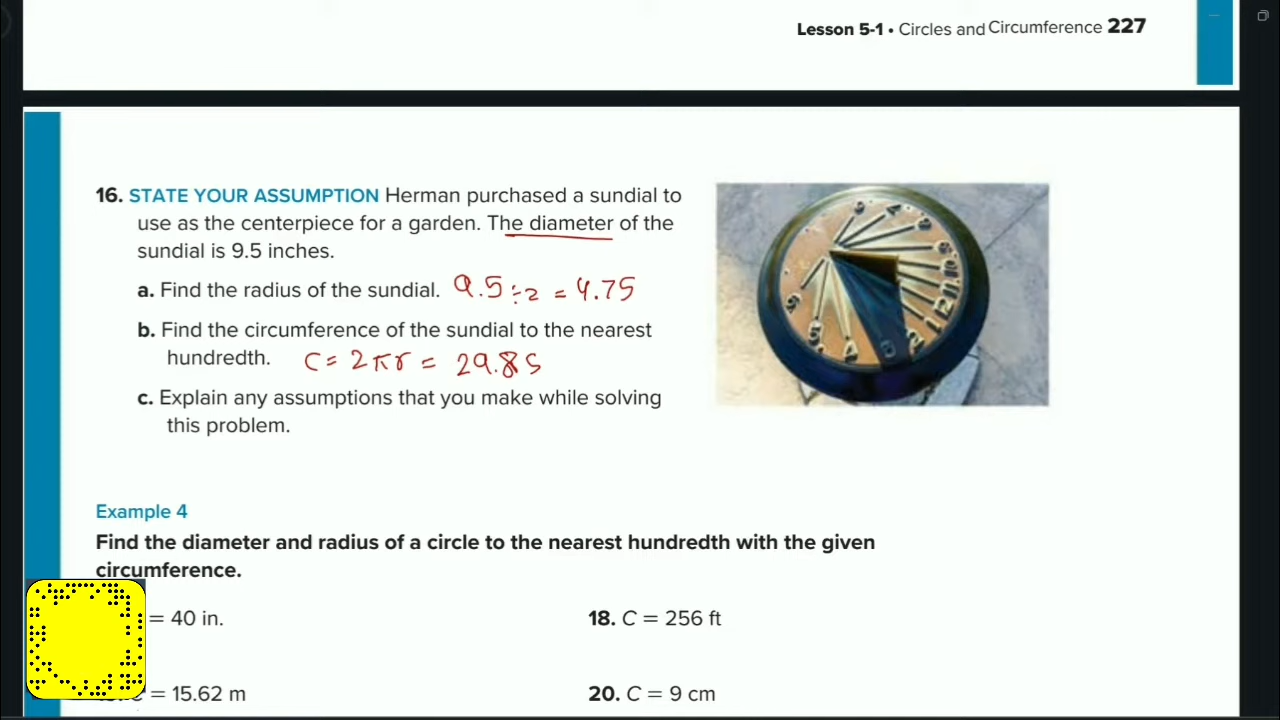 Lesson 5-1 • Circles and Circumference 227
16. STATE YOUR ASSUMPTION Herman purchased a sundial to
use as the centerpiece for a garden. The diameter of the
sundial is 9.5 inches.
a. Find the radius of the sundial. 9.5÷2 = 4.75
b. Find the circumference of the sundial to the nearest
hundredth. C = 2πr = 29.85
c. Explain any assumptions that you make while solving
this problem.
Example 4
Find the diameter and radius of a circle to the nearest hundredth with the given
circumference.
= 40 in.
18. C = 256 ft
= 15.62 m
20. C = 9 cm